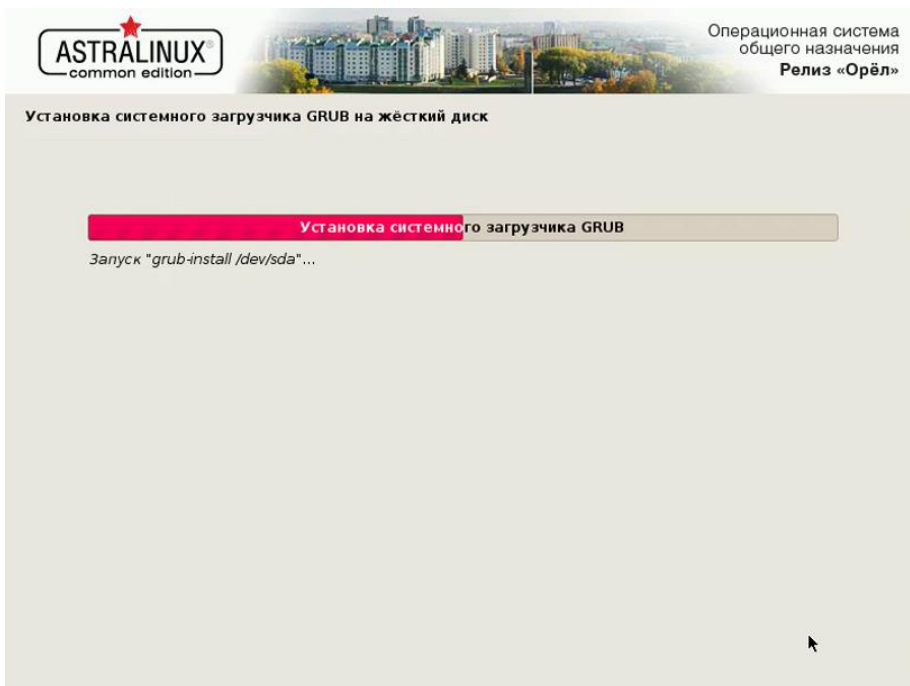 ASTRALINUX®
common edition
Операционная система
общего назначения
Релиз «Орёл»
Установка системного загрузчика GRUB на жёсткий диск
Установка системного загрузчика GRUB
Запуск "grub-install /dev/sda"...